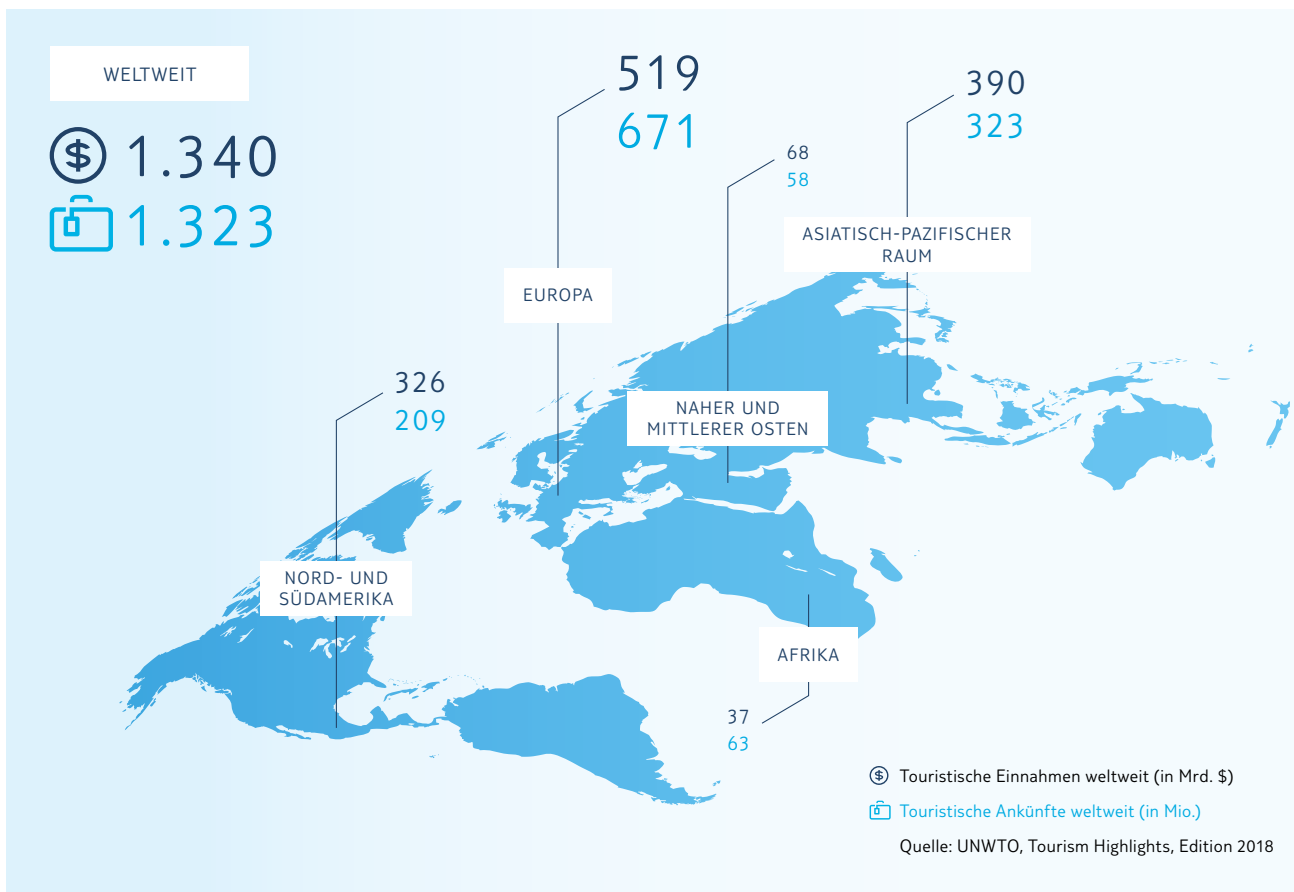 WELTWEIT
1.340
1.323
519
671
390
323
68
58
ASIATISCH-PAZIFISCHER
RAUM
EUROPA
326
209
NAHER UND
MITTLERER OSTEN
NORD- UND
SÜDAMERIKA
AFRIKA
37
63
Touristische Einnahmen weltweit (in Mrd. $)
Touristische Ankünfte weltweit (in Mio.)
Quelle: UNWTO, Tourism Highlights, Edition 2018